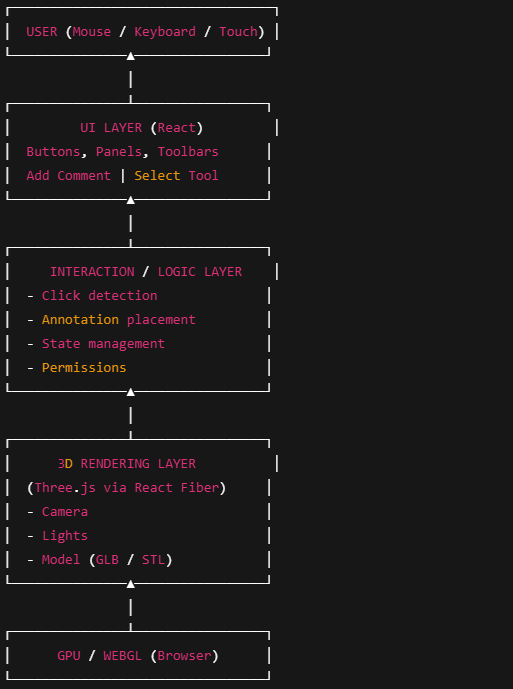 USER (Mouse / Keyboard / Touch)
UI LAYER (React)
Buttons, Panels, Toolbars
Add Comment | Select Tool
INTERACTION / LOGIC LAYER
- Click detection
- Annotation placement
- State management
- Permissions
3D RENDERING LAYER
(Three.js via React Fiber)
- Camera
- Lights
- Model (GLB / STL)
GPU / WEBGL (Browser)